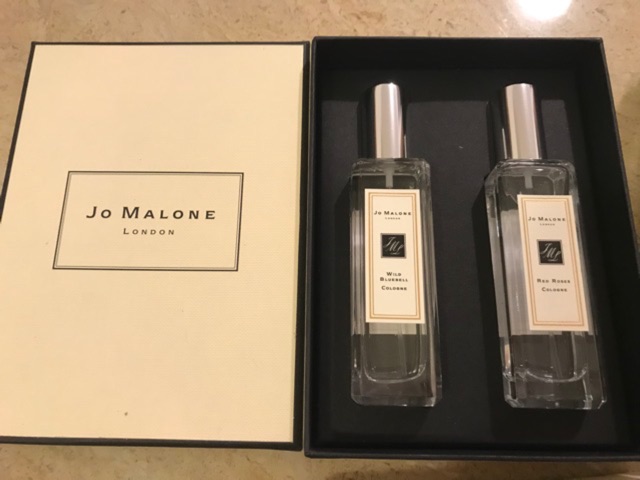 JO MALONE
LONDON
JO MALONE
LONDON
WILD
BLUEBELL
COLOGNE
JO MALONE
LONDON
RED ROSES
COLOGNE